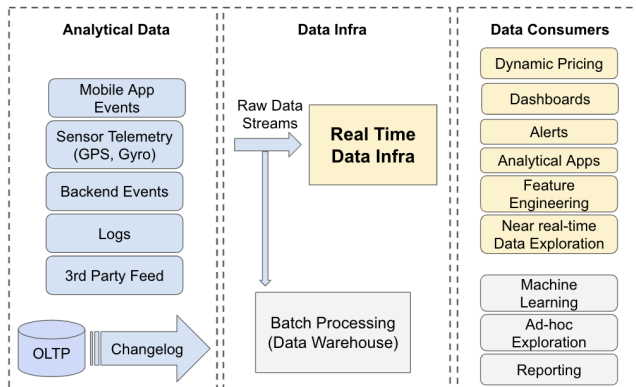 Analytical Data
Mobile App
Events
Sensor Telemetry
(GPS, Gyro)
Backend Events
Logs
3rd Party Feed
OLTP
Changelog
Data Infra
Raw Data
Streams
Real Time
Data Infra
Batch Processing
(Data Warehouse)
Data Consumers
Dynamic Pricing
Dashboards
Alerts
Analytical Apps
Feature
Engineering
Near real-time
Data Exploration
Machine
Learning
Ad-hoc
Exploration
Reporting